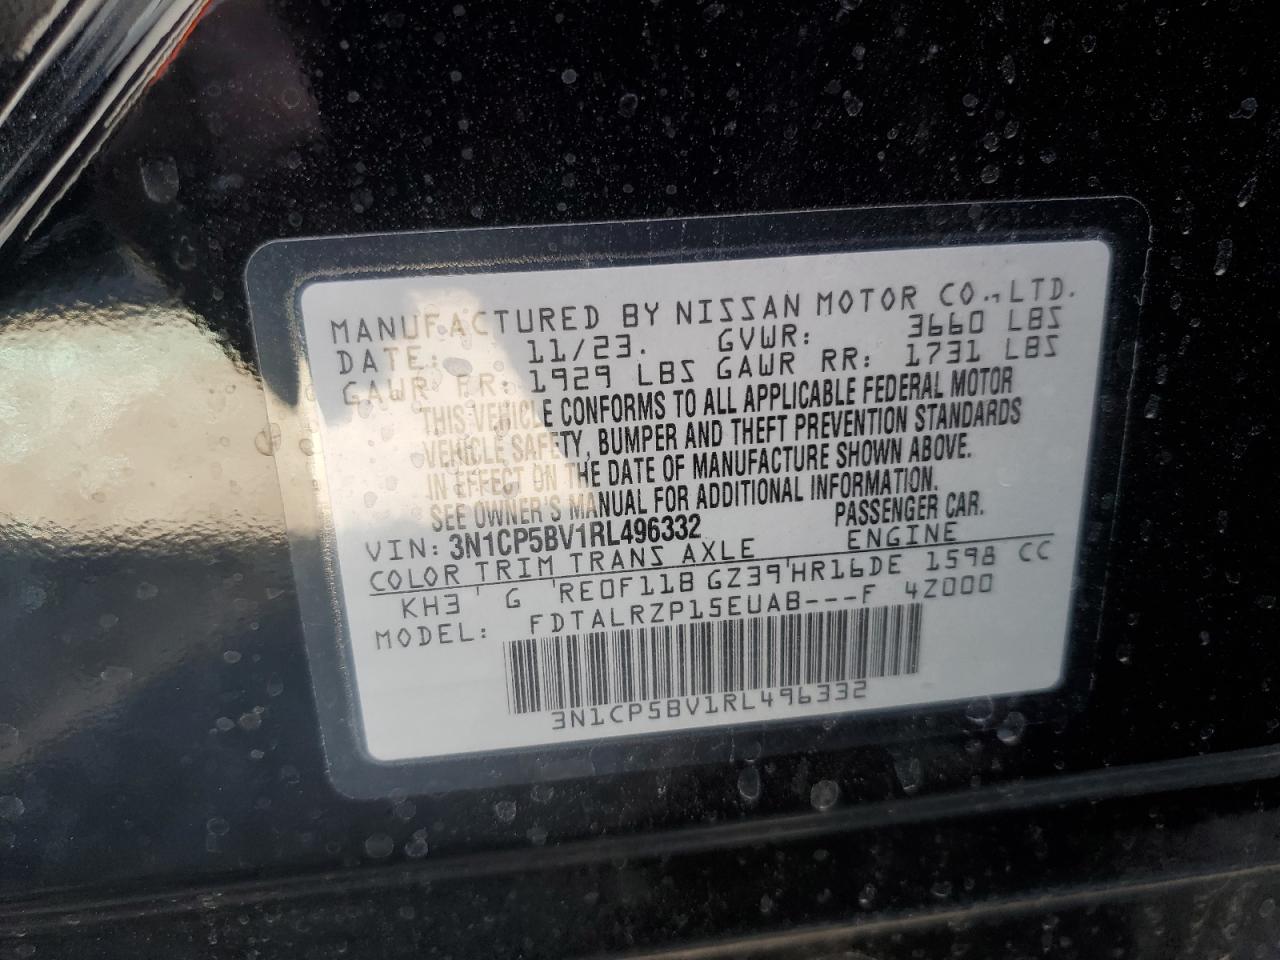 MANUFACTURED BY NISSAN MOTOR CO., LTD.
DATE: 11/23. GVWR: 3660 LBS
GAWR FR: 1929 LBS GAWR RR: 1731 LBS
THIS VEHICLE CONFORMS TO ALL APPLICABLE FEDERAL MOTOR
VEHICLE SAFETY, BUMPER AND THEFT PREVENTION STANDARDS
IN EFFECT ON THE DATE OF MANUFACTURE SHOWN ABOVE.
SEE OWNER'S MANUAL FOR ADDITIONAL INFORMATION.
VIN: 3N1CP5BV1RL496332 PASSENGER CAR.
COLOR TRIM TRANS AXLE ENGINE
KH3 ' G 'RE0F11B GZ39'HR16DE 1598 CC
MODEL: FDTALRZP15EUAB---F 4Z000
3N1CP5BV1RL496332